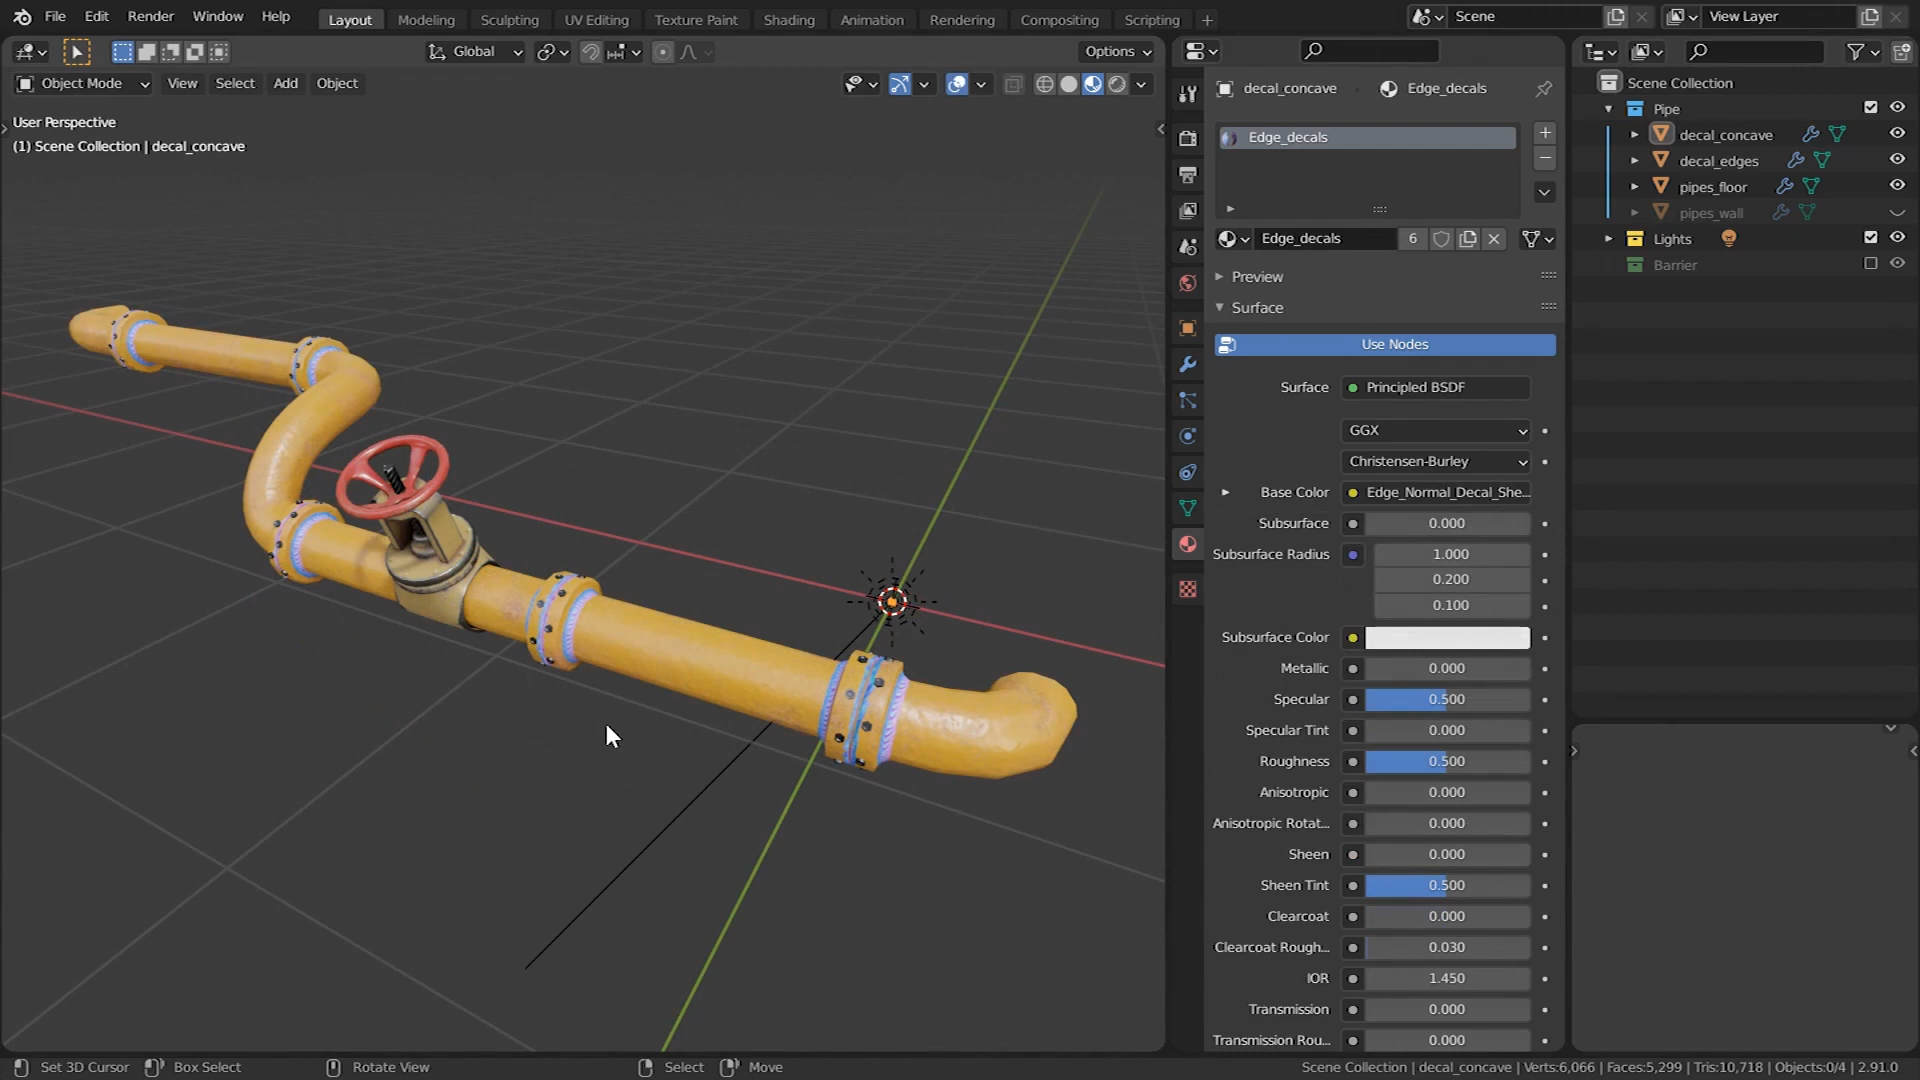 File Edit Render Window Help Layout Modeling Sculpting UV Editing Texture Paint Shading Animation Rendering Compositing Scripting + Scene View Layer
Global Options
Object Mode View Select Add Object
User Perspective
(1) Scene Collection | decal_concave
decal_concave Edge_decals
Edge_decals
Edge_decals 6
Preview
Surface
Use Nodes
Surface Principled BSDF
GGX
Christensen-Burley
Base Color Edge_Normal_Decal_She...
Subsurface 0.000
Subsurface Radius 1.000
0.200
0.100
Subsurface Color
Metallic 0.000
Specular 0.500
Specular Tint 0.000
Roughness 0.500
Anisotropic 0.000
Anisotropic Rotat... 0.000
Sheen 0.000
Sheen Tint 0.500
Clearcoat 0.000
Clearcoat Rough... 0.030
IOR 1.450
Transmission 0.000
Transmission Rou... 0.000
Scene Collection
Pipe
decal_concave
decal_edges
pipes_floor
pipes_wall
Lights
Barrier
Set 3D Cursor Box Select Rotate View Select Move Scene Collection | decal_concave | Verts:6,066 | Faces:5,299 | Tris:10,718 | Objects:0/4 | 2.91.0